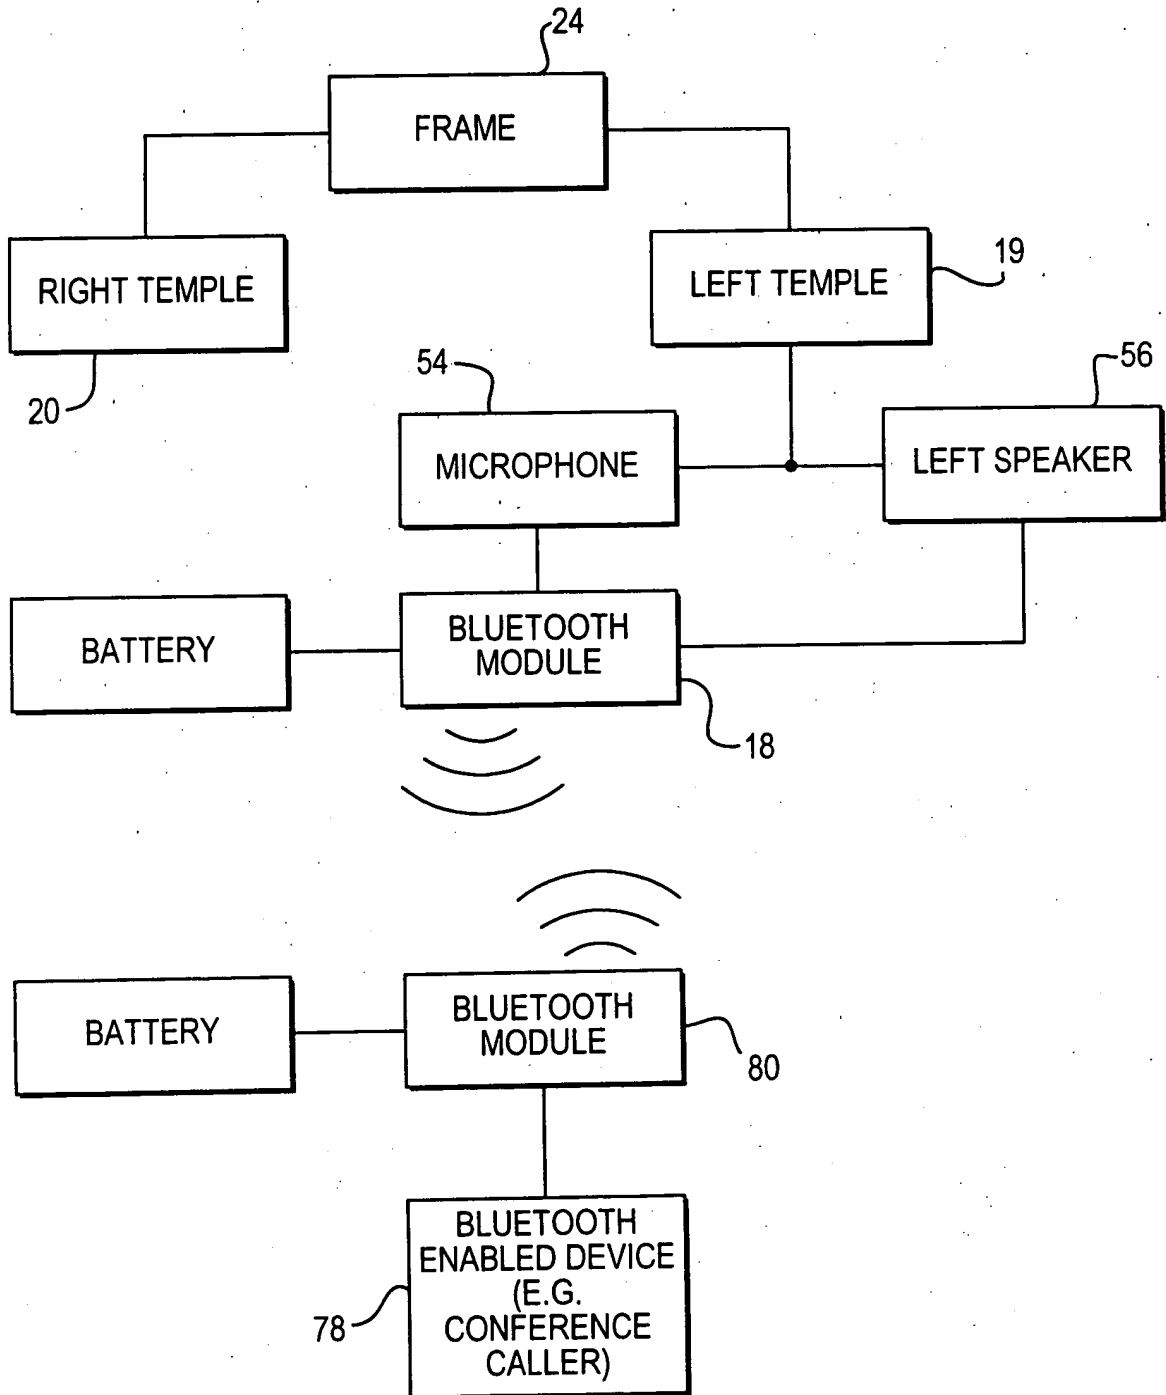 24
FRAME
RIGHT TEMPLE
LEFT TEMPLE
19
20
54
56
MICROPHONE
LEFT SPEAKER
BATTERY
BLUETOOTH
MODULE
18
BATTERY
BLUETOOTH
MODULE
80
BLUETOOTH
ENABLED DEVICE
(E.G.
CONFERENCE
CALLER)
78